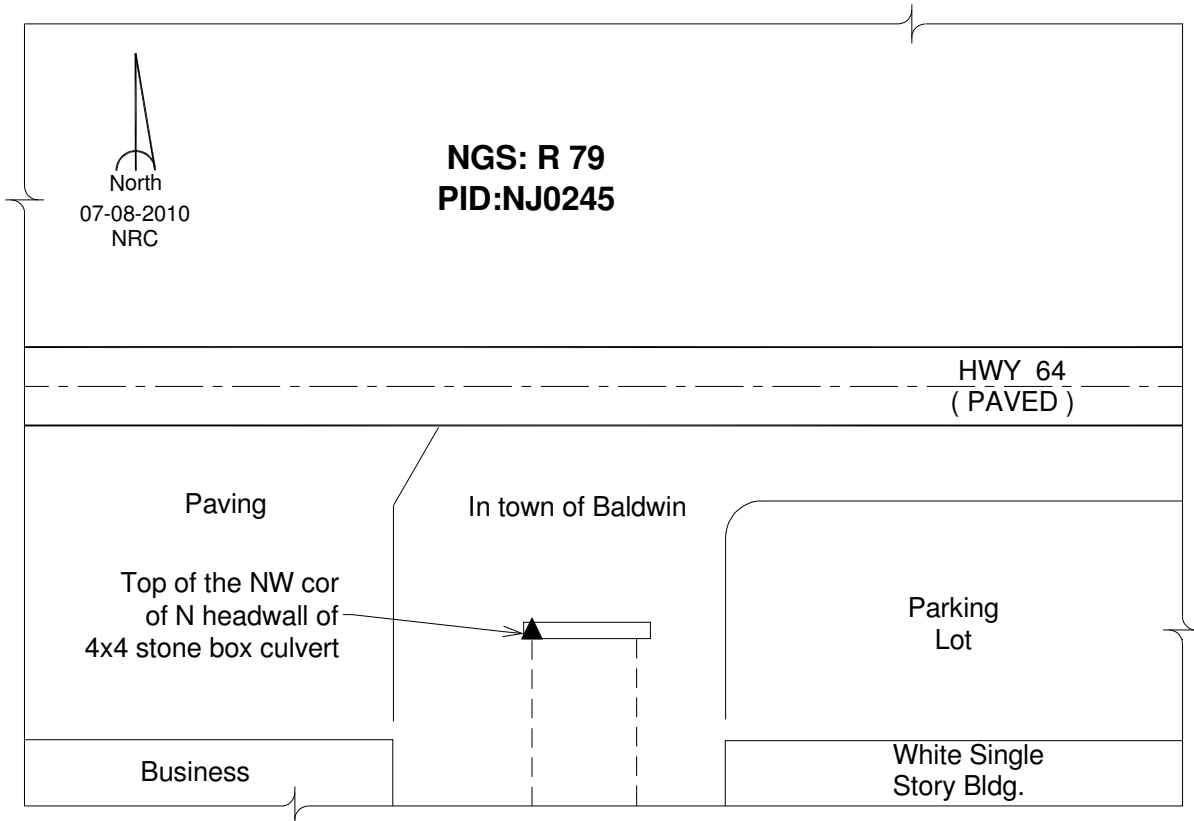 NGS: R 79
PID:NJ0245
North
07-08-2010
NRC
HWY 64
( PAVED )
Paving
In town of Baldwin
Top of the NW cor
of N headwall of
4x4 stone box culvert
Parking
Lot
Business
White Single
Story Bldg.